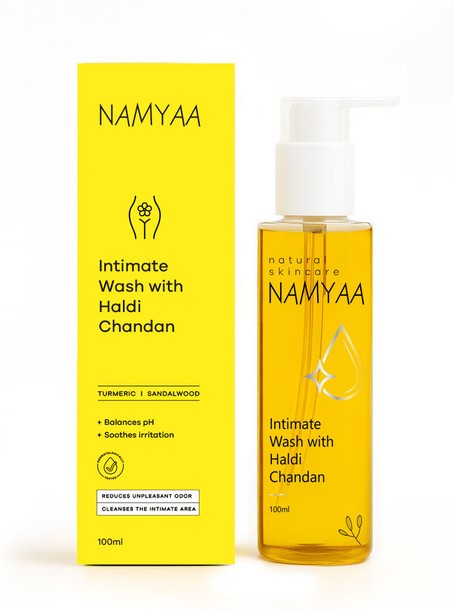 NAMYAA
Intimate
Wash with
Haldi
Chandan
TURMERIC | SANDALWOOD
+ Balances pH
+ Soothes irritation
REDUCES UNPLEASANT ODOR
CLEANSES THE INTIMATE AREA
100ml
natural
skincare
NAMYAA
Intimate
Wash with
Haldi
Chandan
100ml